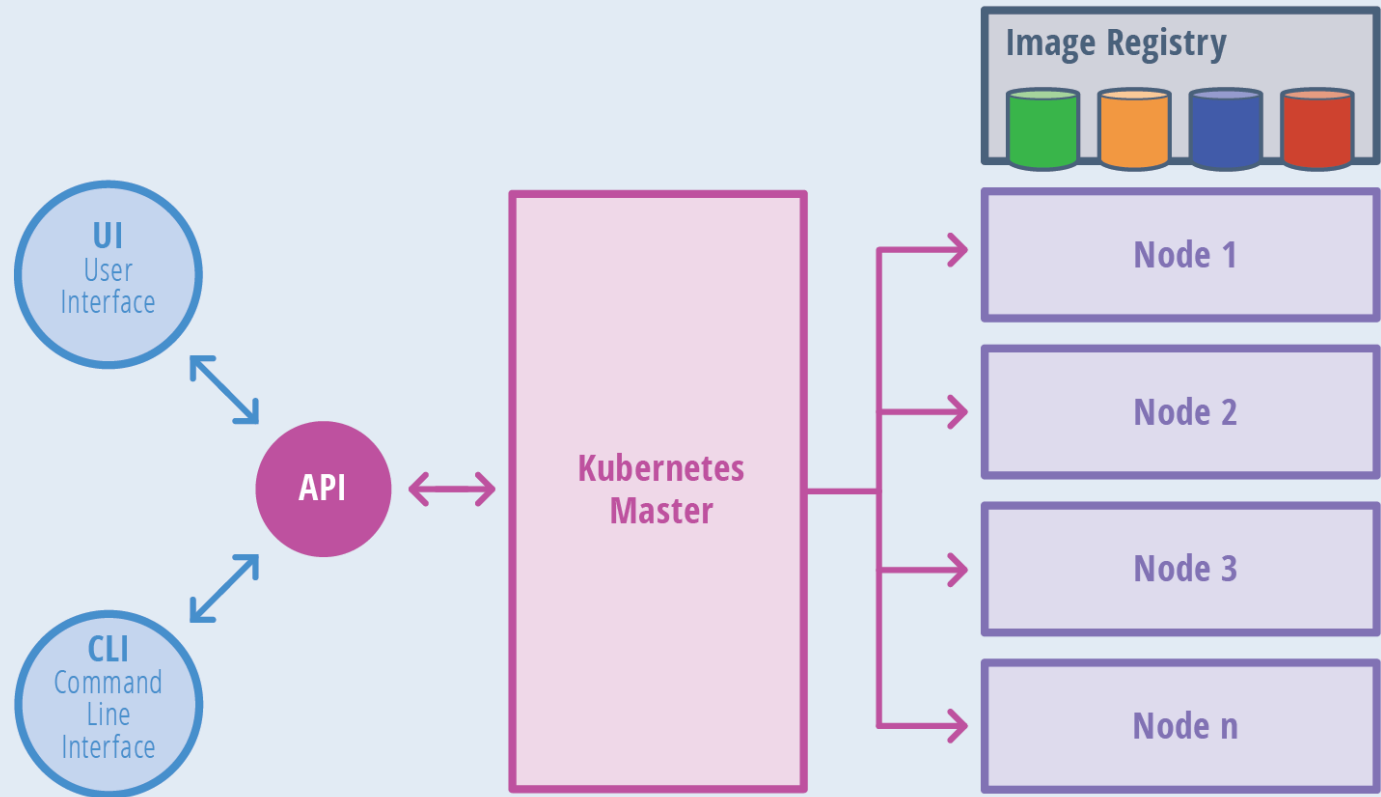 Image Registry
UI
User
Interface
Node 1
Node 2
API
Kubernetes
Master
Node 3
CLI
Command
Line
Interface
Node n